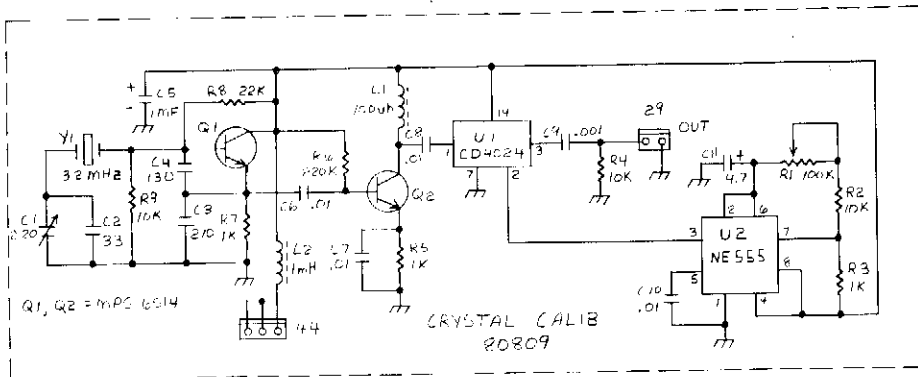 C5
+
-
1MF
R8 22K
Q1
Y1
3.2 MHz
C4
130
R9
10K
C1
220
C2
33
C3
210
R7
1K
C6 .01
R10
220K
L1
100uh
C8
.01
Q2
C7
.01
R5
1K
L2
1mH
44
14
U1
CD4024
1
3
7
2
C9 .001
R4
10K
29
OUT
C11 +
4.7
R1 100K
R2
10K
2
6
3
U2
7
NE555
5
8
1
4
C10
.01
R3
1K
Q1, Q2 = MPS 6514
CRYSTAL CALIB
80809